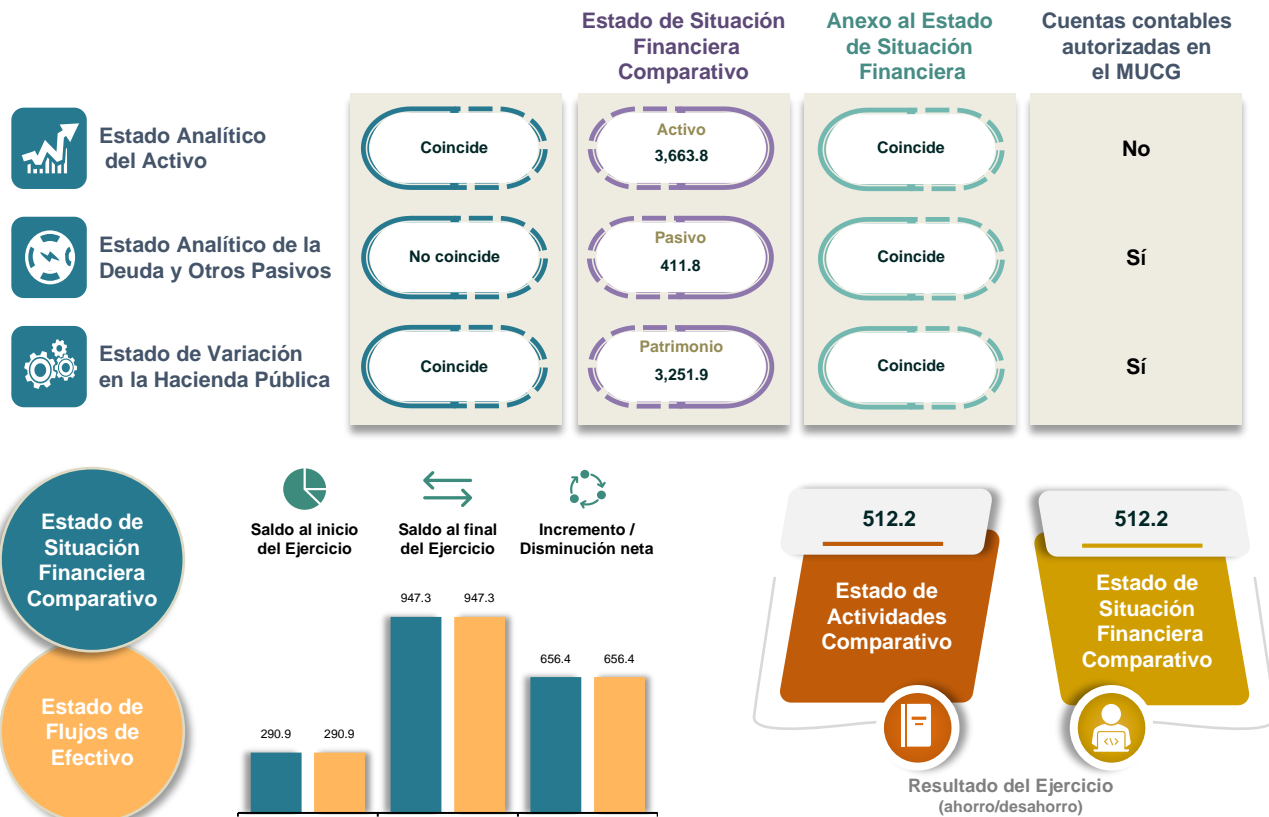 Estado de Situación
Financiera
Comparativo
Anexo al Estado
de Situación
Financiera
Cuentas contables
autorizadas en
el MUCG
Estado Analítico
del Activo
Coincide
Activo
3,663.8
Coincide
No
Estado Analítico de la
Deuda y Otros Pasivos
No coincide
Pasivo
411.8
Coincide
Sí
Estado de Variación
en la Hacienda Pública
Coincide
Patrimonio
3,251.9
Coincide
Sí
Estado de
Situación
Financiera
Comparativo
Estado de
Flujos de
Efectivo
Saldo al inicio
del Ejercicio
Saldo al final
del Ejercicio
Incremento /
Disminución neta
290.9
290.9
947.3
947.3
656.4
656.4
512.2
Estado de
Actividades
Comparativo
512.2
Estado de
Situación
Financiera
Comparativo
Resultado del Ejercicio
(ahorro/desahorro)